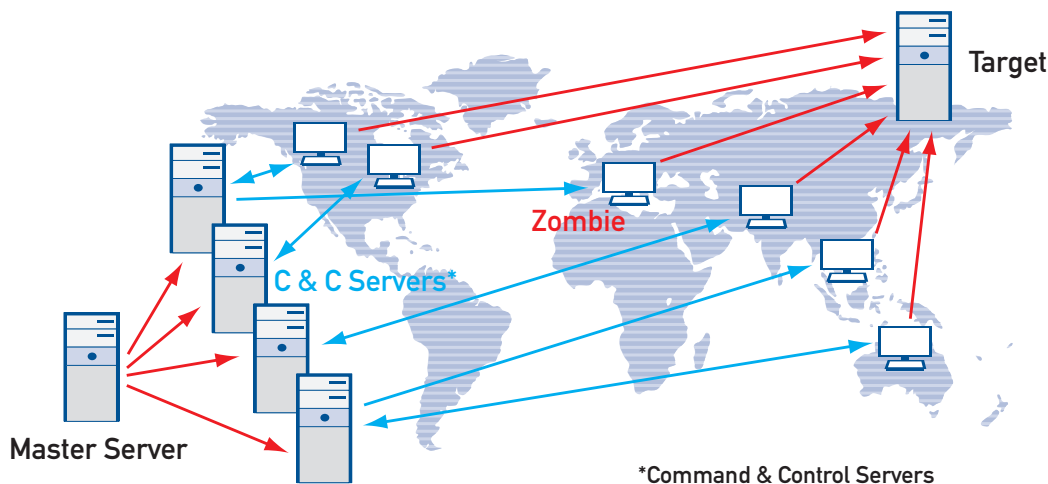 Target
Zombie
C & C Servers*
Master Server
*Command & Control Servers